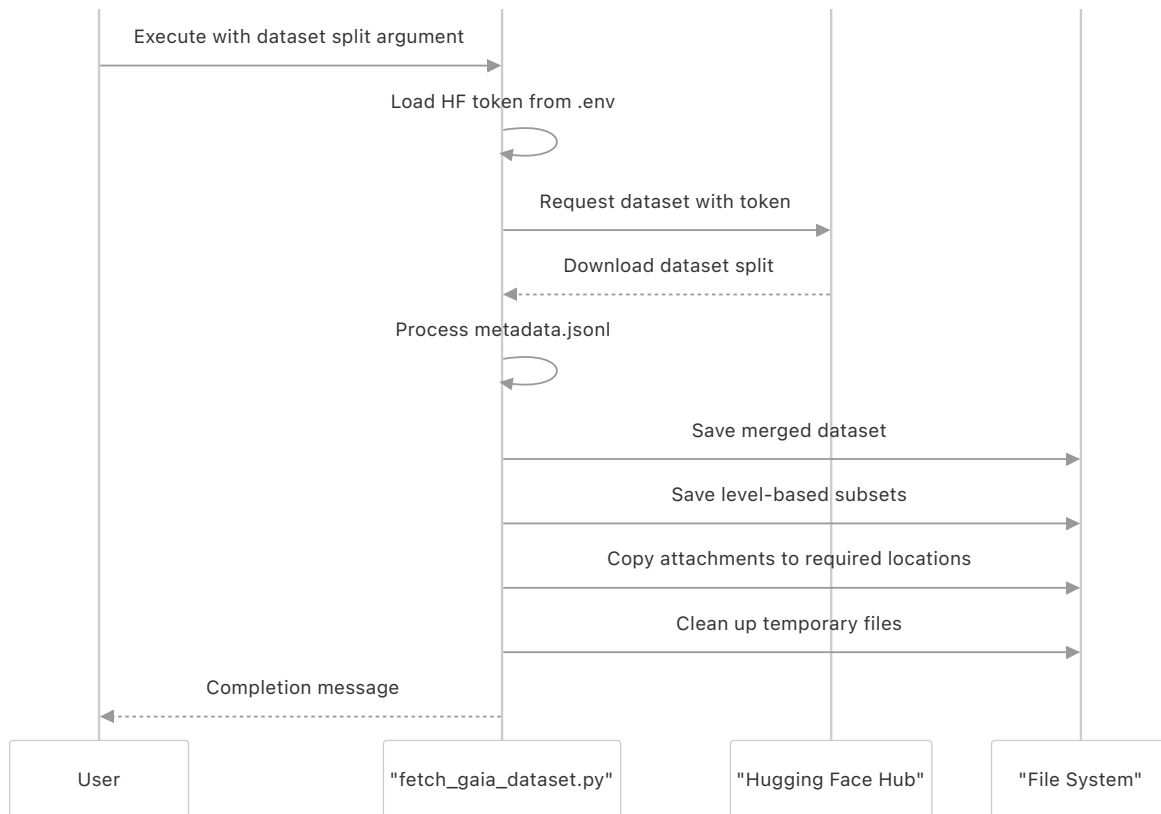 Execute with dataset split argument
Load HF token from .env
Request dataset with token
Download dataset split
Process metadata.jsonl
Save merged dataset
Save level-based subsets
Copy attachments to required locations
Clean up temporary files
Completion message
User
"fetch_gaia_dataset.py"
"Hugging Face Hub"
"File System"